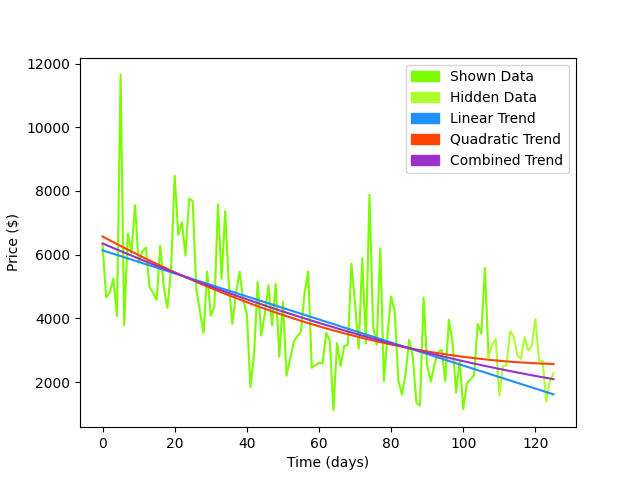 12000
10000
8000
6000
4000
2000
Price ($)
0
20
40
60
80
100
120
Time (days)
Shown Data
Hidden Data
Linear Trend
Quadratic Trend
Combined Trend